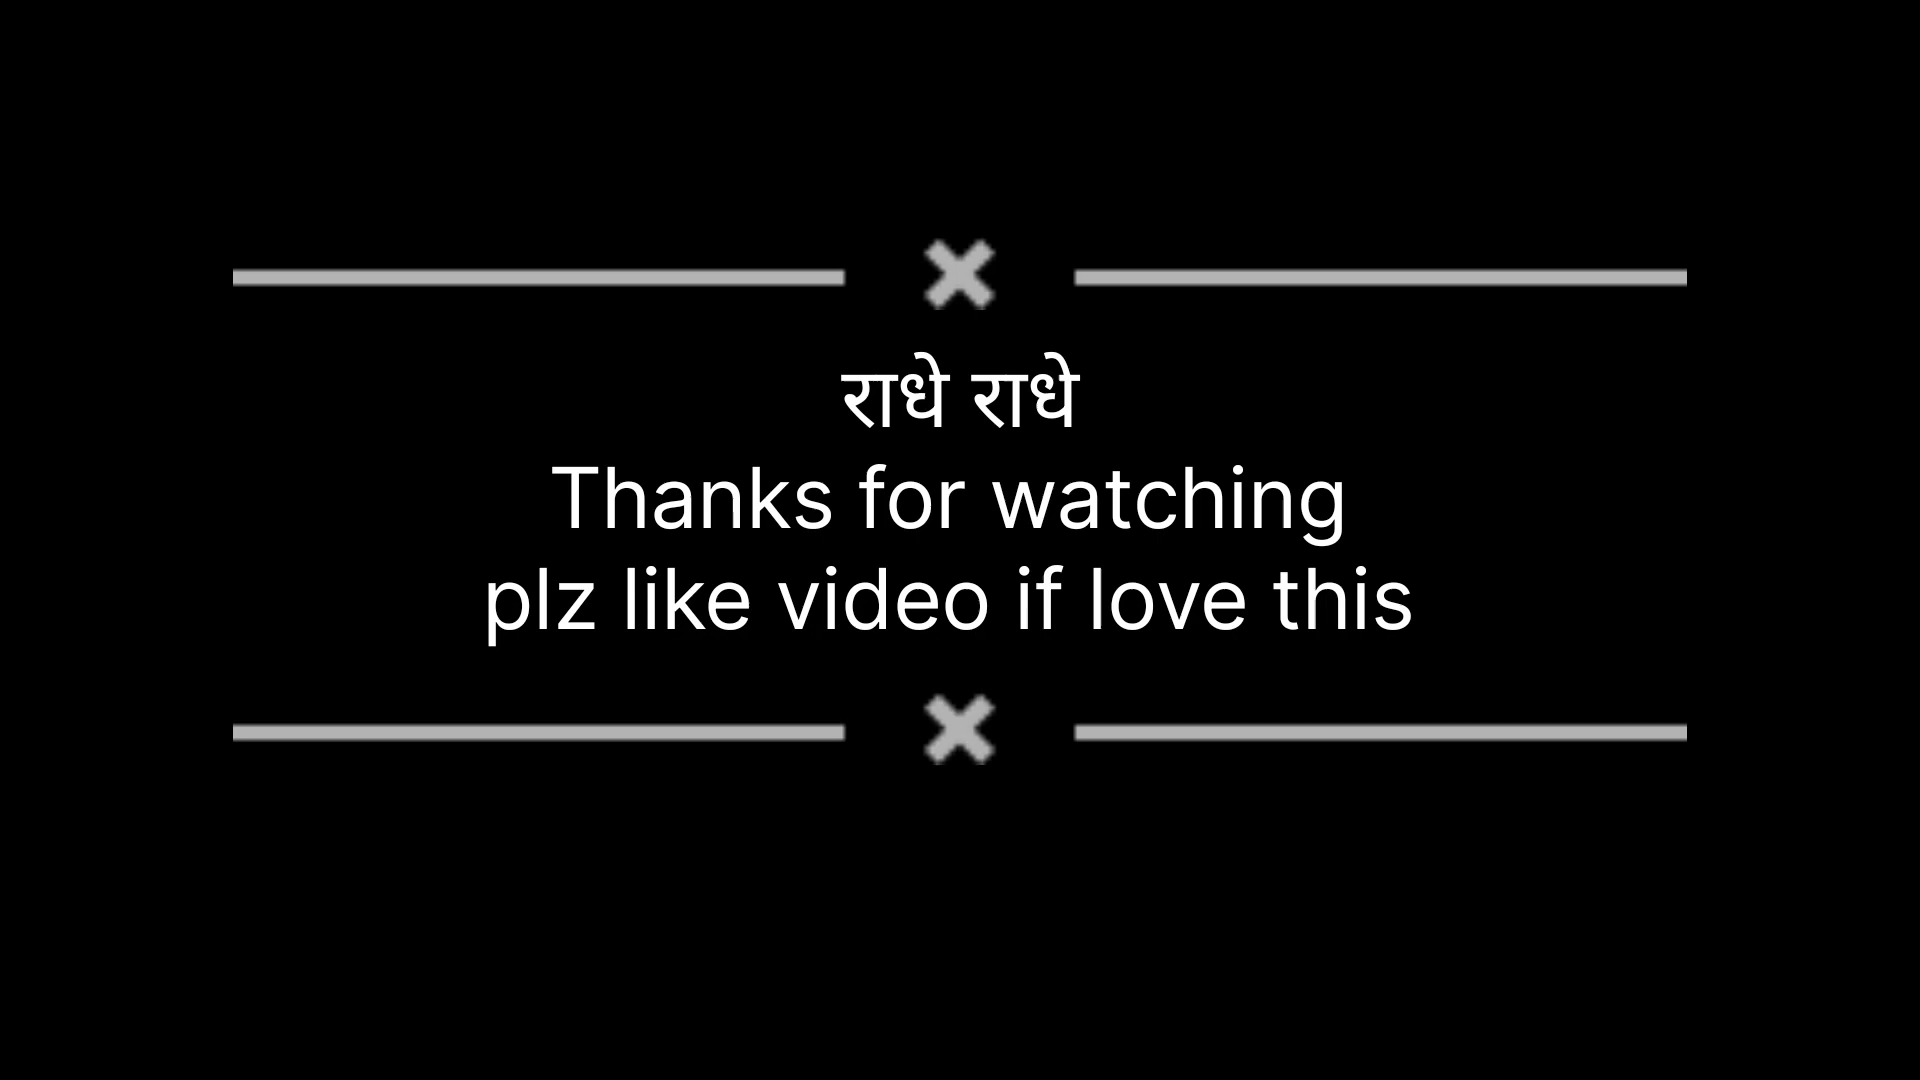 राधे राधे
Thanks for watching
plz like video if love this